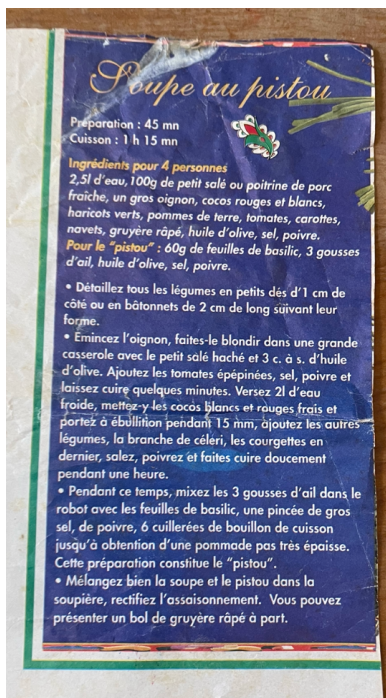 Soupe au pistou
Préparation : 45 mn
Cuisson : 1 h 15 mn
Ingrédients pour 4 personnes
2,5l d'eau, 100g de petit salé ou poitrine de porc
fraîche, un gros oignon, cocos rouges et blancs,
haricots verts, pommes de terre, tomates, carottes,
navets, gruyère râpé, huile d'olive, sel, poivre.
Pour le "pistou" : 60g de feuilles de basilic, 3 gousses
d'ail, huile d'olive, sel, poivre.
• Détaillez tous les légumes en petits dés d'1 cm de
côté ou en bâtonnets de 2 cm de long suivant leur
forme.
• Émincez l'oignon, faites-le blondir dans une grande
casserole avec le petit salé haché et 3 c. à s. d'huile
d'olive. Ajoutez les tomates épépinées, sel, poivre et
laissez cuire quelques minutes. Versez 2l d'eau
froide, mettez-y les cocos blancs et rouges frais et
portez à ébullition pendant 15 mm, ajoutez les autres
légumes, la branche de céleri, les courgettes en
dernier, salez, poivrez et faites cuire doucement
pendant une heure.
• Pendant ce temps, mixez les 3 gousses d'ail dans le
robot avec les feuilles de basilic, une pincée de gros
sel, de poivre, 6 cuillerées de bouillon de cuisson
jusqu'à obtention d'une pommade pas très épaisse.
Cette préparation constitue le "pistou".
• Mélangez bien la soupe et le pistou dans la
soupière, rectifiez l'assaisonnement. Vous pouvez
présenter un bol de gruyère râpé à part.